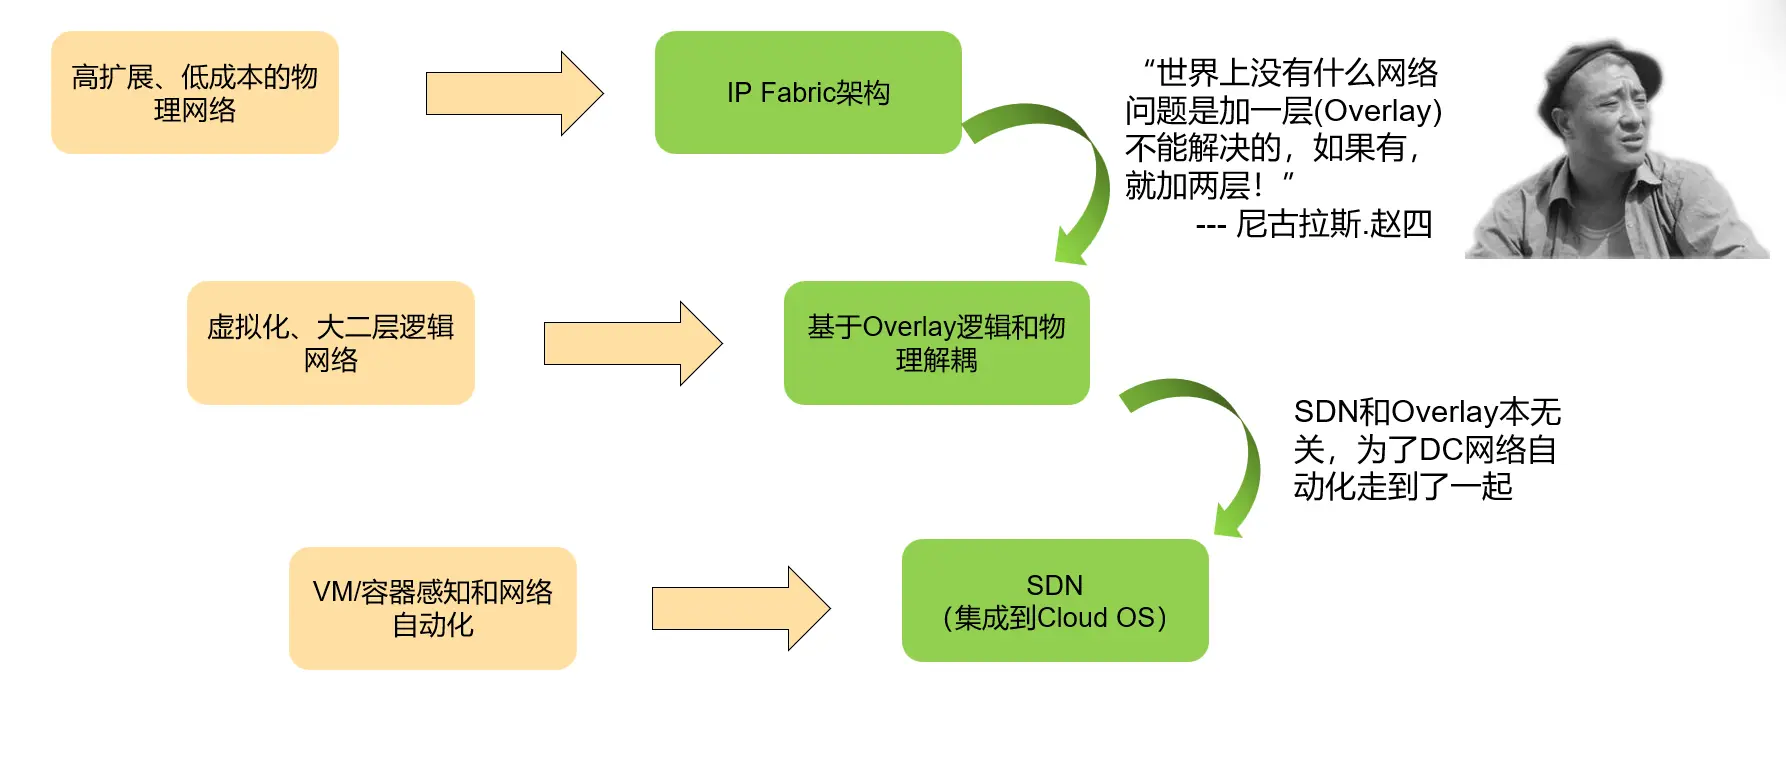 高扩展、低成本的物
理网络
IP Fabric架构
“世界上没有什么网络
问题是加一层(Overlay)
不能解决的，如果有，
就加两层！”
--- 尼古拉斯.赵四
虚拟化、大二层逻辑
网络
基于Overlay逻辑和物
理解耦
SDN和Overlay本无
关，为了DC网络自
动化走到了一起
VM/容器感知和网络
自动化
SDN
（集成到Cloud OS）